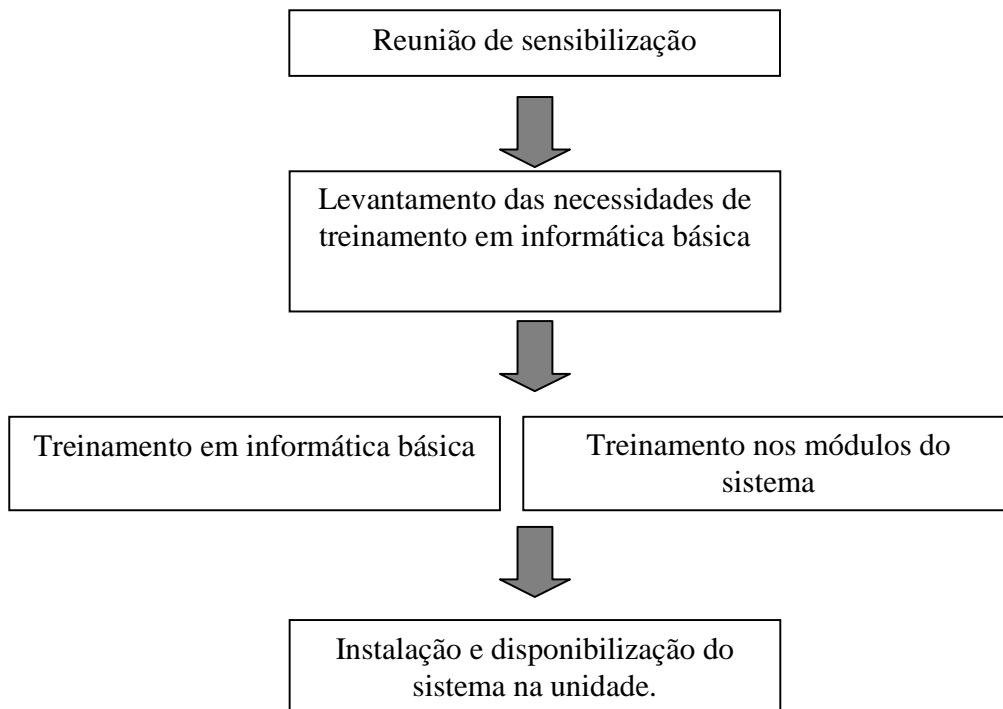 Reunião de sensibilização
Levantamento das necessidades de
treinamento em informática básica
Treinamento em informática básica
Treinamento nos módulos do
sistema
Instalação e disponibilização do
sistema na unidade.